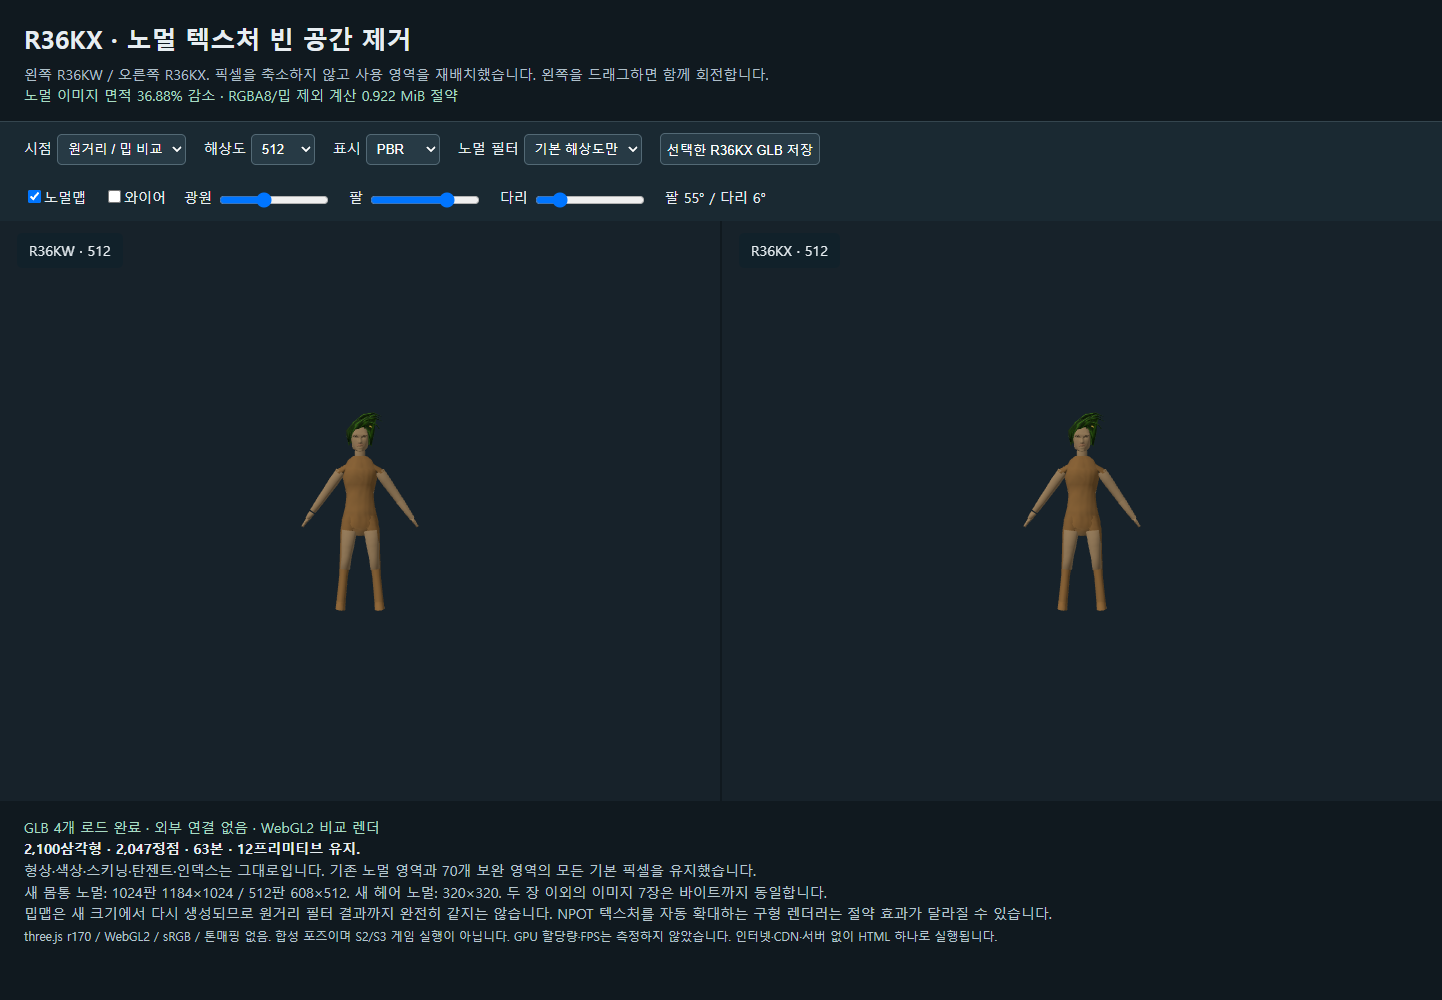 R36KX · 노멀 텍스처 빈 공간 제거
왼쪽 R36KW / 오른쪽 R36KX. 픽셀을 축소하지 않고 사용 영역을 재배치했습니다. 왼쪽을 드래그하면 함께 회전합니다.
노멀 이미지 면적 36.88% 감소 · RGBA8/밉 제외 계산 0.922 MiB 절약
시점 원거리 / 밉 비교 해상도 512 표시 PBR 노멀 필터 기본 해상도만 선택한 R36KX GLB 저장
노멀맵 와이어 광원 팔 다리 팔 55° / 다리 6°
R36KW · 512
R36KX · 512
GLB 4개 로드 완료 · 외부 연결 없음 · WebGL2 비교 렌더
2,100삼각형 · 2,047정점 · 63본 · 12프리미티브 유지.
형상·색상·스키닝·탄젠트·인덱스는 그대로입니다. 기존 노멀 영역과 70개 보완 영역의 모든 기본 픽셀을 유지했습니다.
새 몸통 노멀: 1024판 1184×1024 / 512판 608×512. 새 헤어 노멀: 320×320. 두 장 이외의 이미지 7장은 바이트까지 동일합니다.
밉맵은 새 크기에서 다시 생성되므로 원거리 필터 결과까지 완전히 같지는 않습니다. NPOT 텍스처를 자동 확대하는 구형 렌더러는 절약 효과가 달라질 수 있습니다.
three.js r170 / WebGL2 / sRGB / 톤매핑 없음. 합성 포즈이며 S2/S3 게임 실행이 아닙니다. GPU 할당량·FPS는 측정하지 않았습니다. 인터넷·CDN·서버 없이 HTML 하나로 실행됩니다.